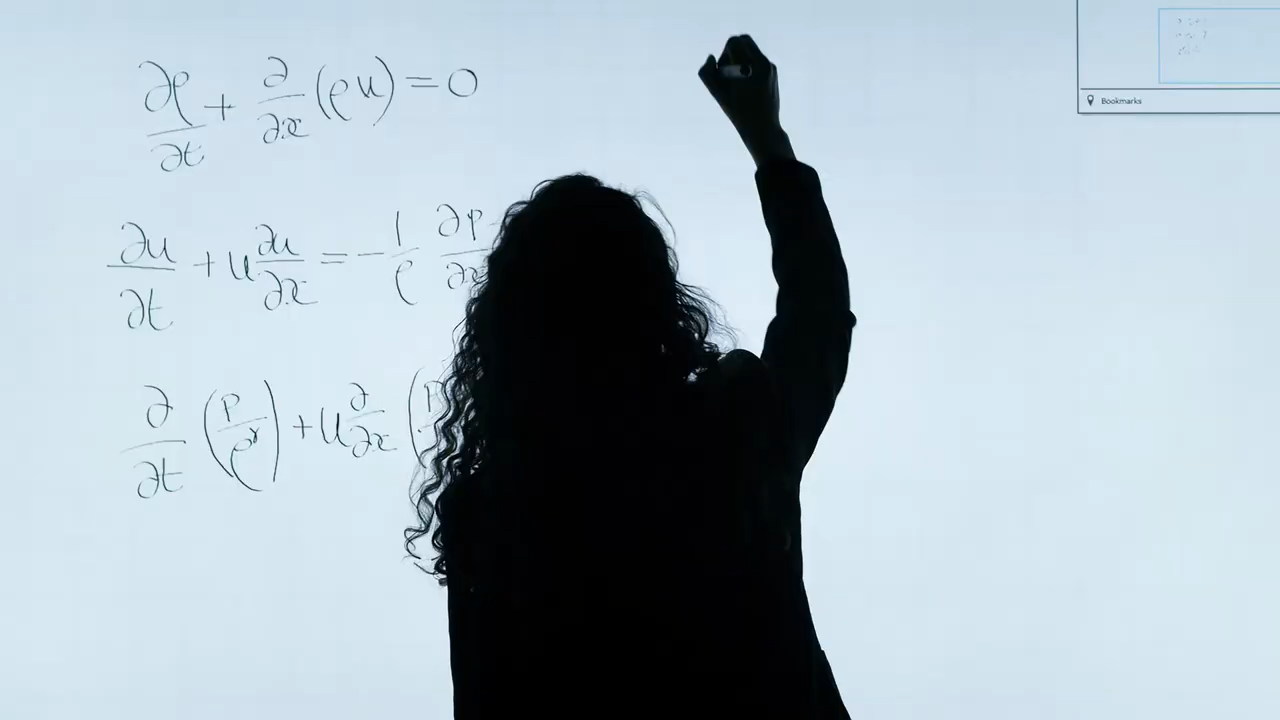 ∂ρ/∂t + ∂/∂x (ρu) = 0
∂u/∂t + u ∂u/∂x = - 1/ρ ∂p/∂x
∂/∂t (p/ρ^γ) + u ∂/∂x (p
Bookmarks